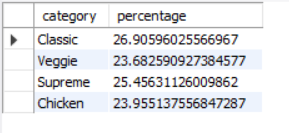 category percentage
Classic 26.90596025566967
Veggie 23.682590927384577
Supreme 25.45631126009862
Chicken 23.955137556847287